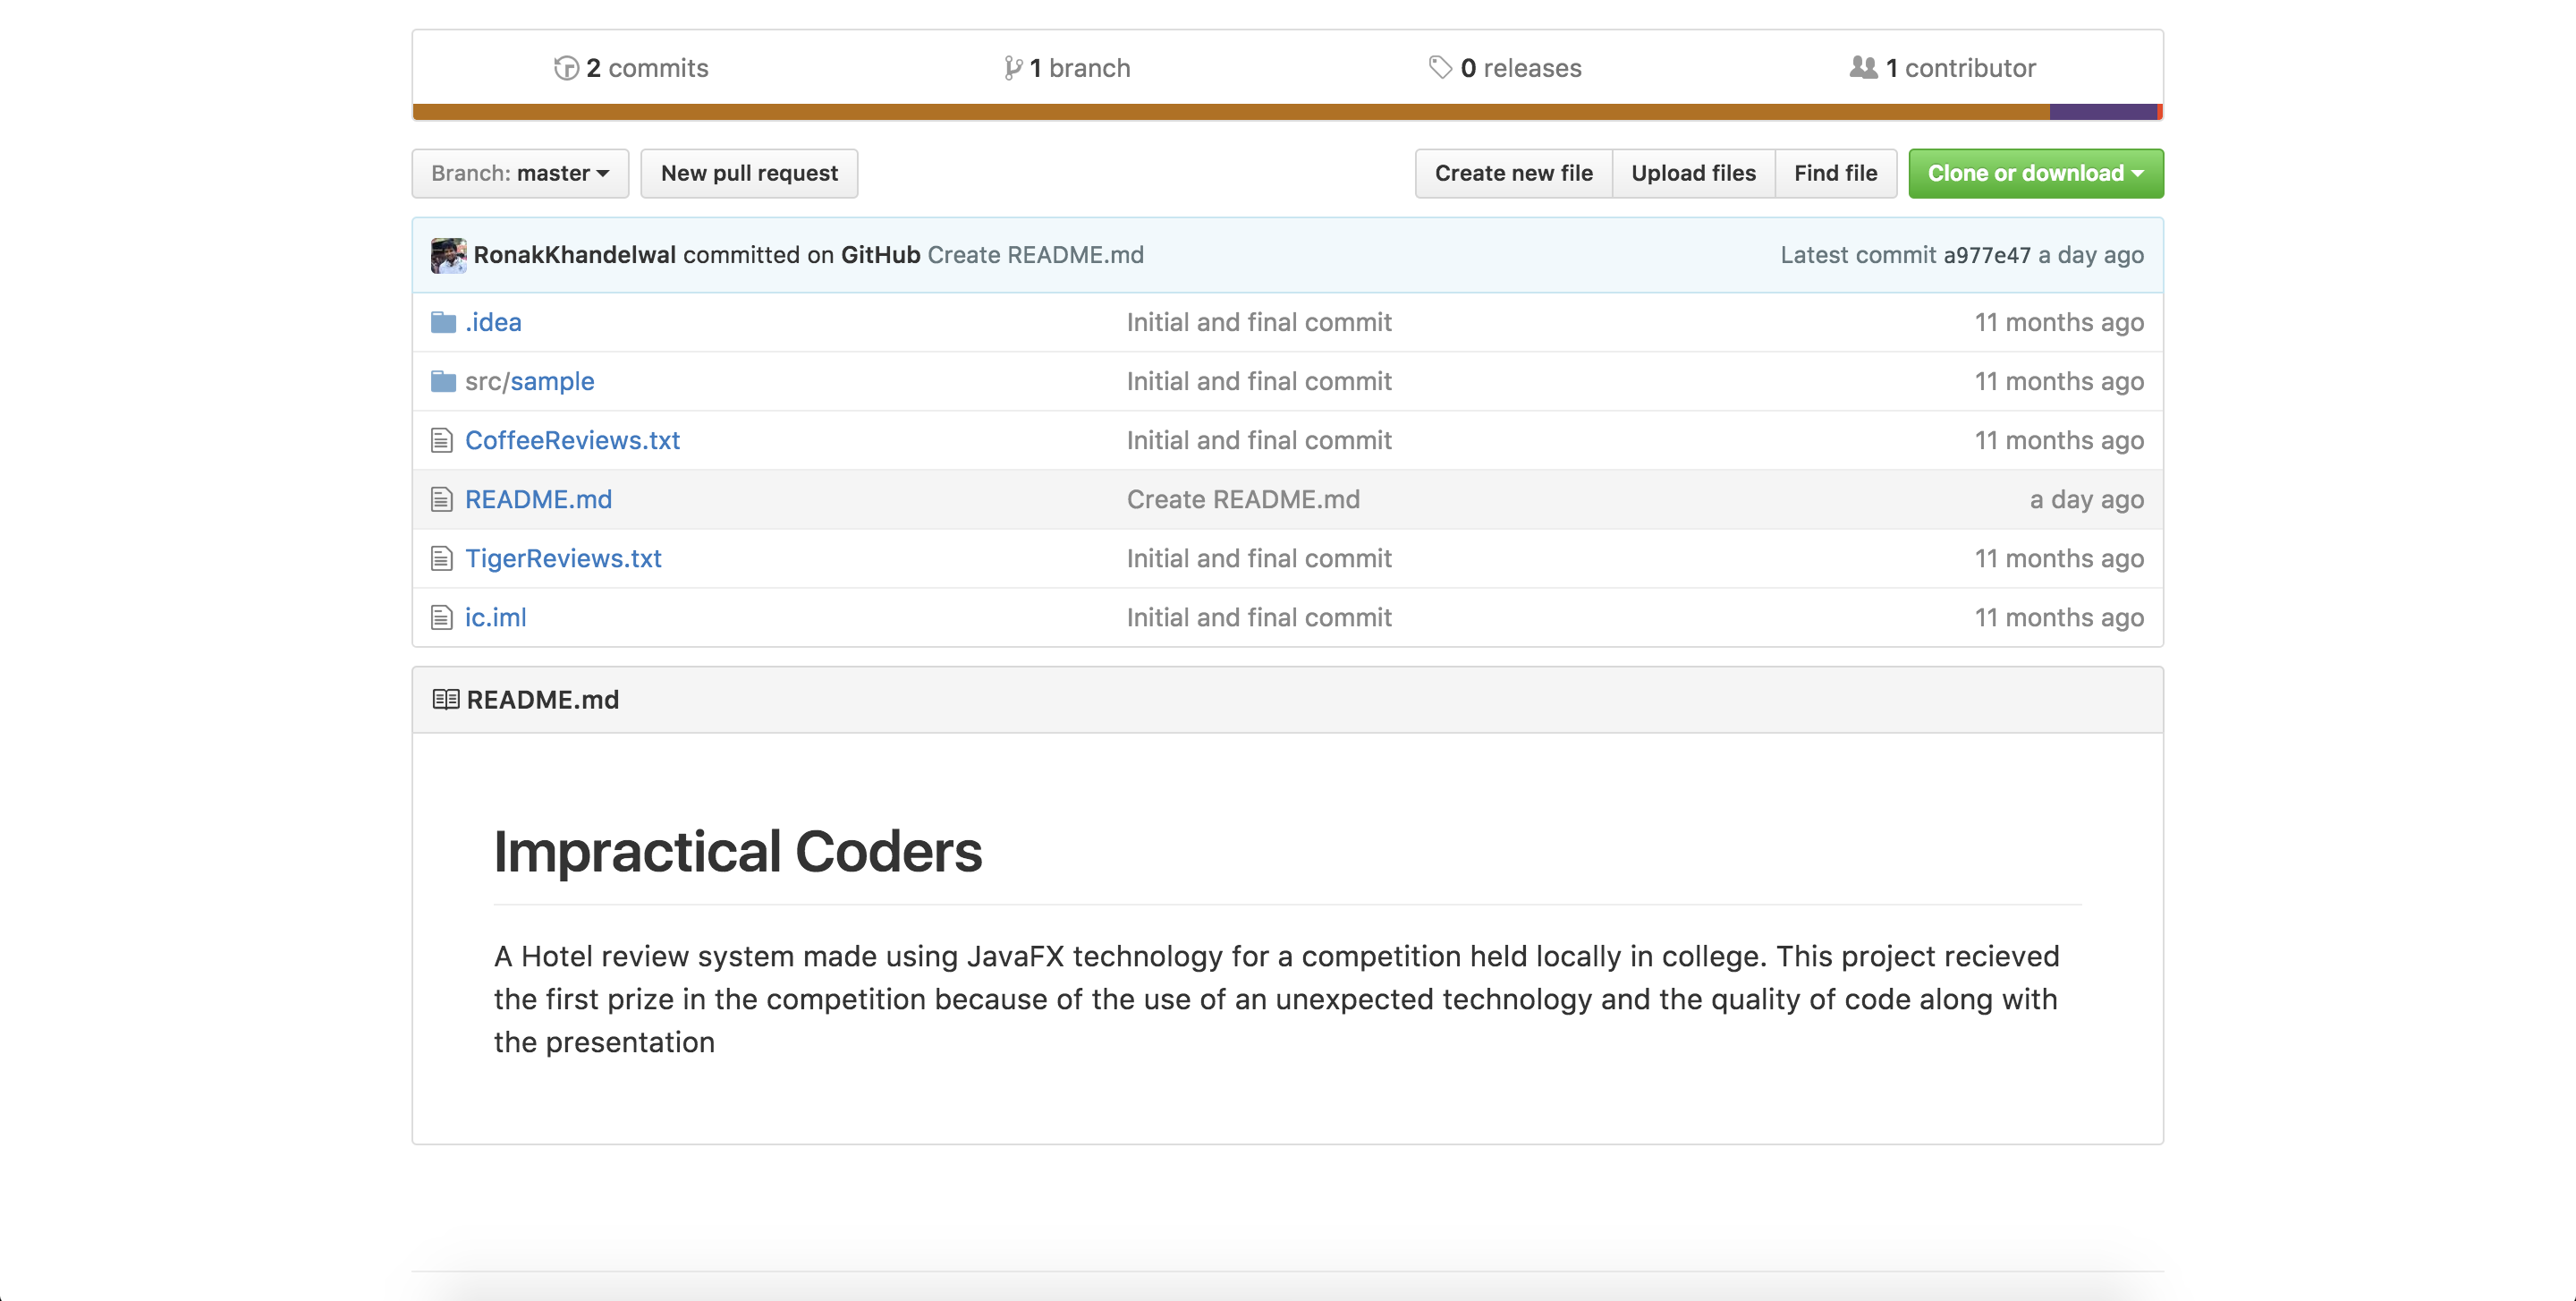 2 commits 1 branch 0 releases 1 contributor
Branch: master New pull request Create new file Upload files Find file Clone or download
RonakKhandelwal committed on GitHub Create README.md Latest commit a977e47 a day ago
.idea Initial and final commit 11 months ago
src/sample Initial and final commit 11 months ago
CoffeeReviews.txt Initial and final commit 11 months ago
README.md Create README.md a day ago
TigerReviews.txt Initial and final commit 11 months ago
ic.iml Initial and final commit 11 months ago
README.md
Impractical Coders
A Hotel review system made using JavaFX technology for a competition held locally in college. This project recieved
the first prize in the competition because of the use of an unexpected technology and the quality of code along with
the presentation